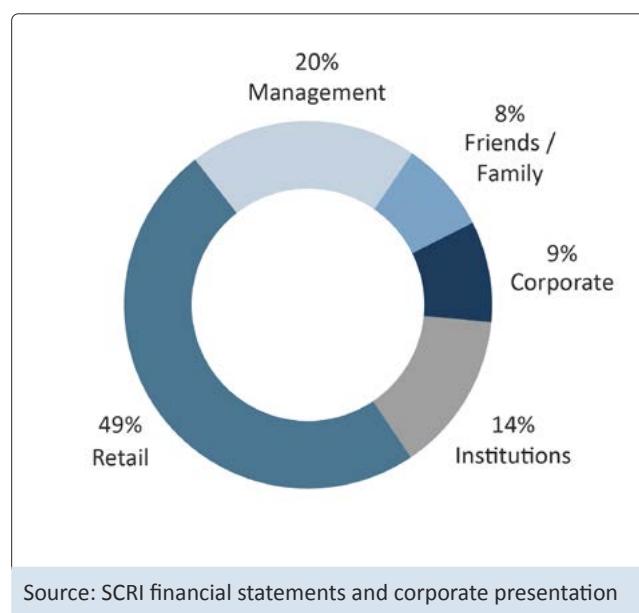 20%
Management
8%
Friends /
Family
9%
Corporate
49%
Retail
14%
Institutions
Source: SCRI financial statements and corporate presentation